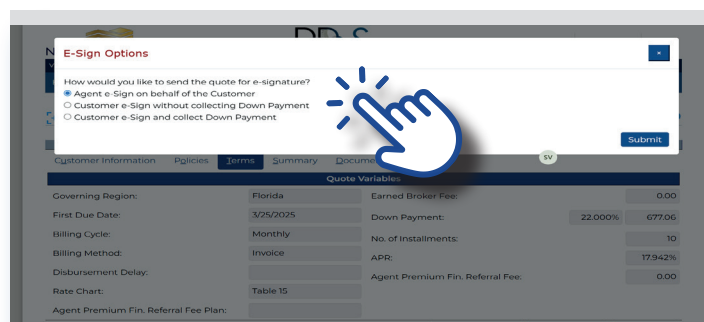 E-Sign Options
×
How would you like to send the quote for e-signature?
Agent e-Sign on behalf of the Customer
Customer e-Sign without collecting Down Payment
Customer e-Sign and collect Down Payment
Submit
Customer Information Policies Terms Summary
SV
Quote Variables
Governing Region: Florida Earned Broker Fee: 0.00
First Due Date: 3/25/2025 Down Payment: 22.000% 677.06
Billing Cycle: Monthly No. of Installments: 10
Billing Method: Invoice APR: 17.942%
Disbursement Delay: Agent Premium Fin. Referral Fee: 0.00
Rate Chart: Table 15
Agent Premium Fin. Referral Fee Plan: